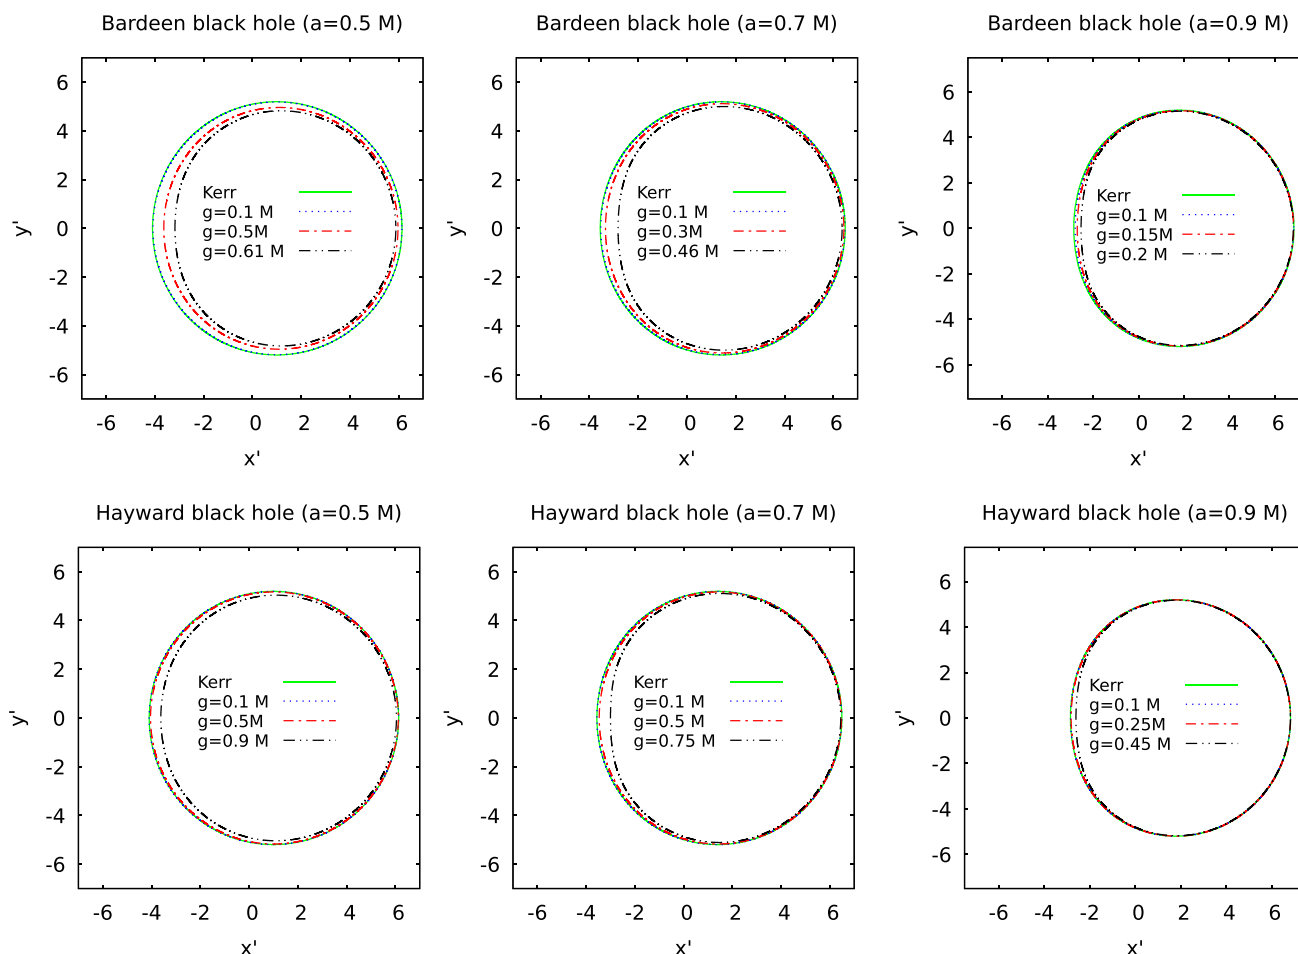 Bardeen black hole (a=0.5 M)
6
4
2
0
-2
-4
-6
y'
Kerr
g=0.1 M
g=0.5M
g=0.61 M
-6 -4 -2 0 2 4 6
x'
Bardeen black hole (a=0.7 M)
6
4
2
0
-2
-4
-6
y'
Kerr
g=0.1 M
g=0.3M
g=0.46 M
-6 -4 -2 0 2 4 6
x'
Bardeen black hole (a=0.9 M)
6
4
2
0
-2
-4
-6
y'
Kerr
g=0.1 M
g=0.15M
g=0.2 M
-6 -4 -2 0 2 4 6
x'
Hayward black hole (a=0.5 M)
6
4
2
0
-2
-4
-6
y'
Kerr
g=0.1 M
g=0.5M
g=0.9 M
-6 -4 -2 0 2 4 6
x'
Hayward black hole (a=0.7 M)
6
4
2
0
-2
-4
-6
y'
Kerr
g=0.1 M
g=0.5 M
g=0.75 M
-6 -4 -2 0 2 4 6
x'
Hayward black hole (a=0.9 M)
6
4
2
0
-2
-4
-6
y'
Kerr
g=0.1 M
g=0.25M
g=0.45 M
-6 -4 -2 0 2 4 6
x'